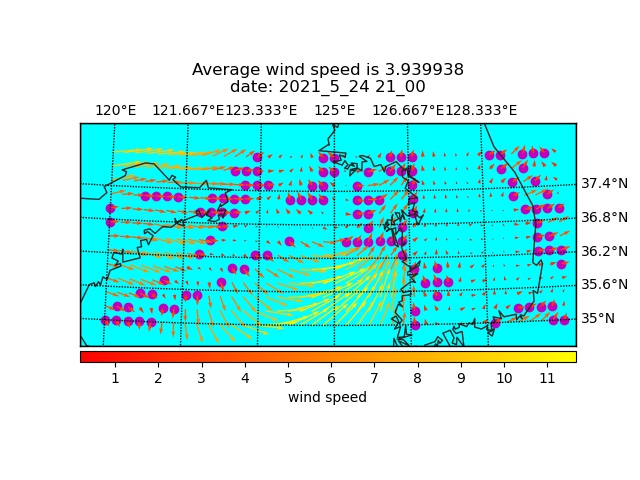 Average wind speed is 3.939938
date: 2021_5_24 21_00
120°E 121.667°E 123.333°E 125°E 126.667°E 128.333°E
37.4°N
36.8°N
36.2°N
35.6°N
35°N
1 2 3 4 5 6 7 8 9 10 11
wind speed